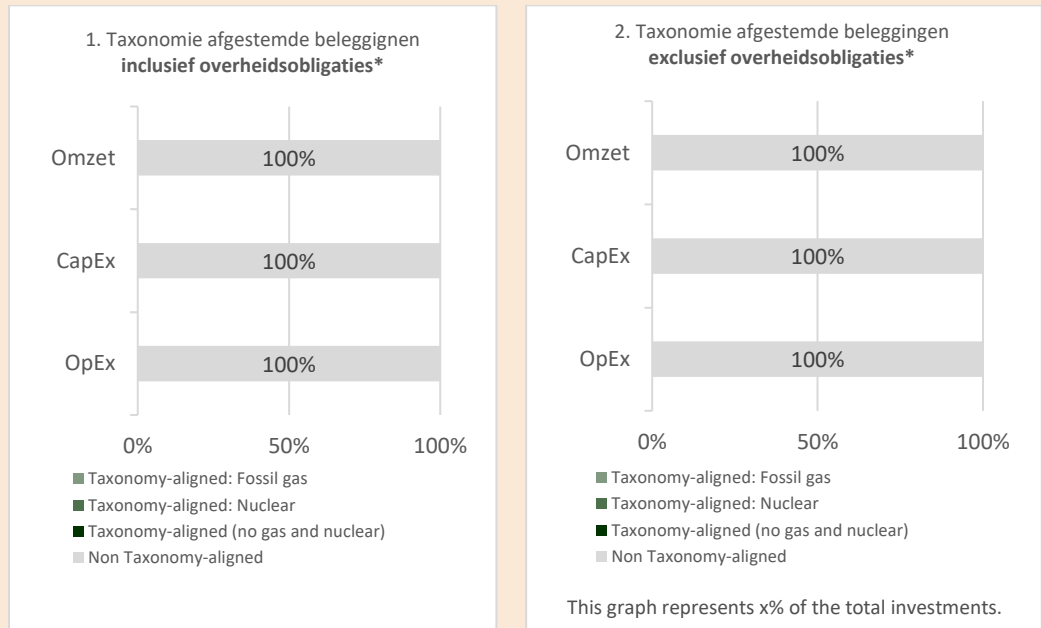 1. Taxonomie afgestemde beleggignen
inclusief overheidsobligaties*
Omzet
100%
CapEx
100%
OpEx
100%
0%
50%
100%
Taxonomy-aligned: Fossil gas
Taxonomy-aligned: Nuclear
Taxonomy-aligned (no gas and nuclear)
Non Taxonomy-aligned
2. Taxonomie afgestemde beleggingen
exclusief overheidsobligaties*
Omzet
100%
CapEx
100%
OpEx
100%
0%
50%
100%
Taxonomy-aligned: Fossil gas
Taxonomy-aligned: Nuclear
Taxonomy-aligned (no gas and nuclear)
Non Taxonomy-aligned
This graph represents x% of the total investments.